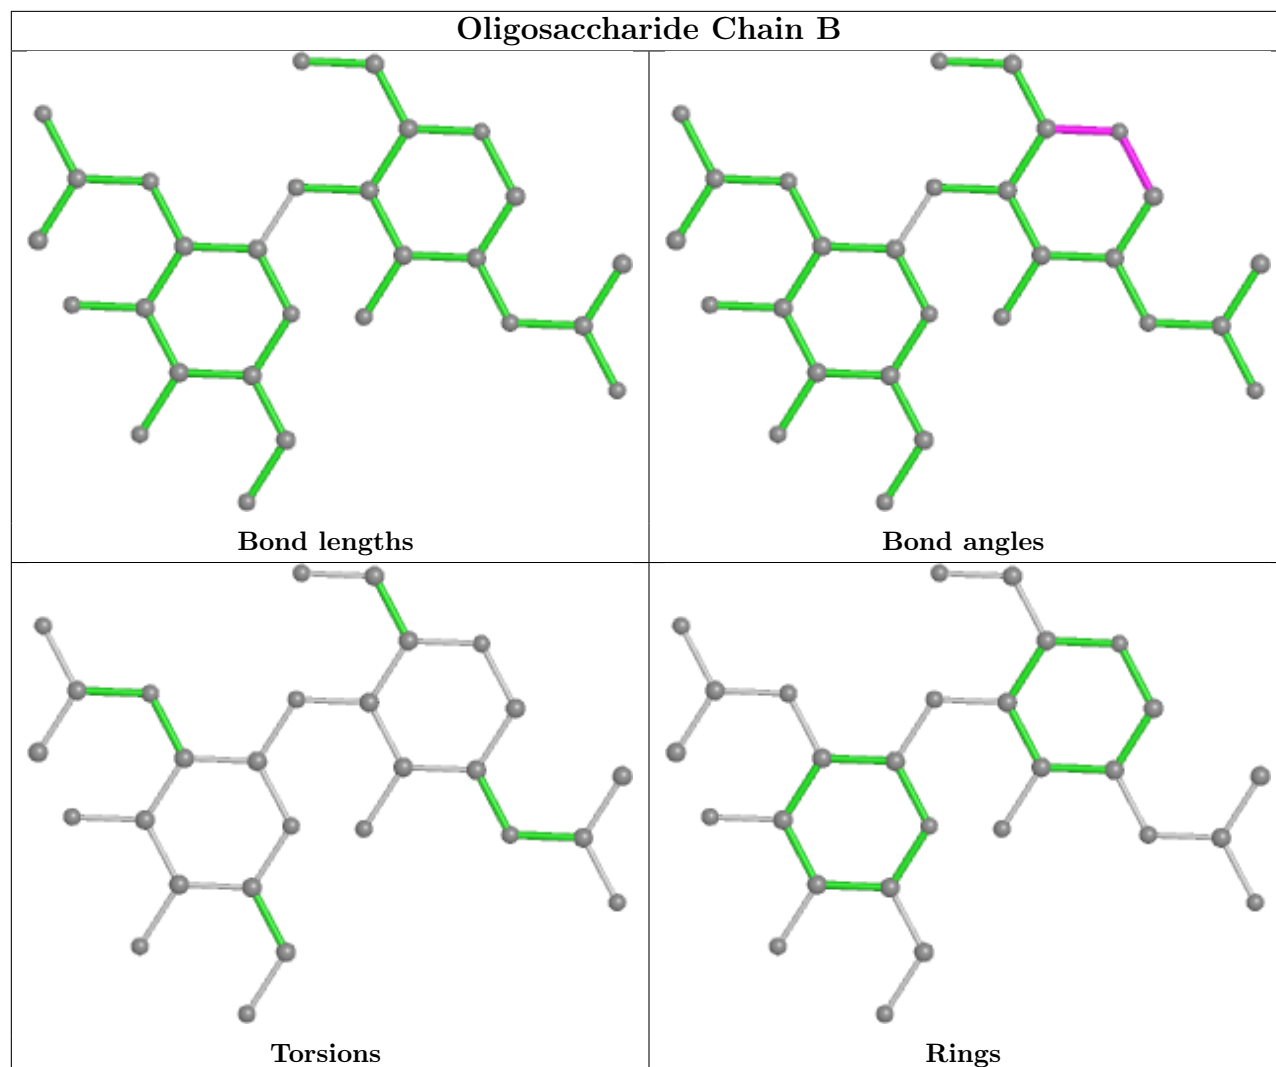 Oligosaccharide Chain B
Bond lengths
Bond angles
Torsions
Rings